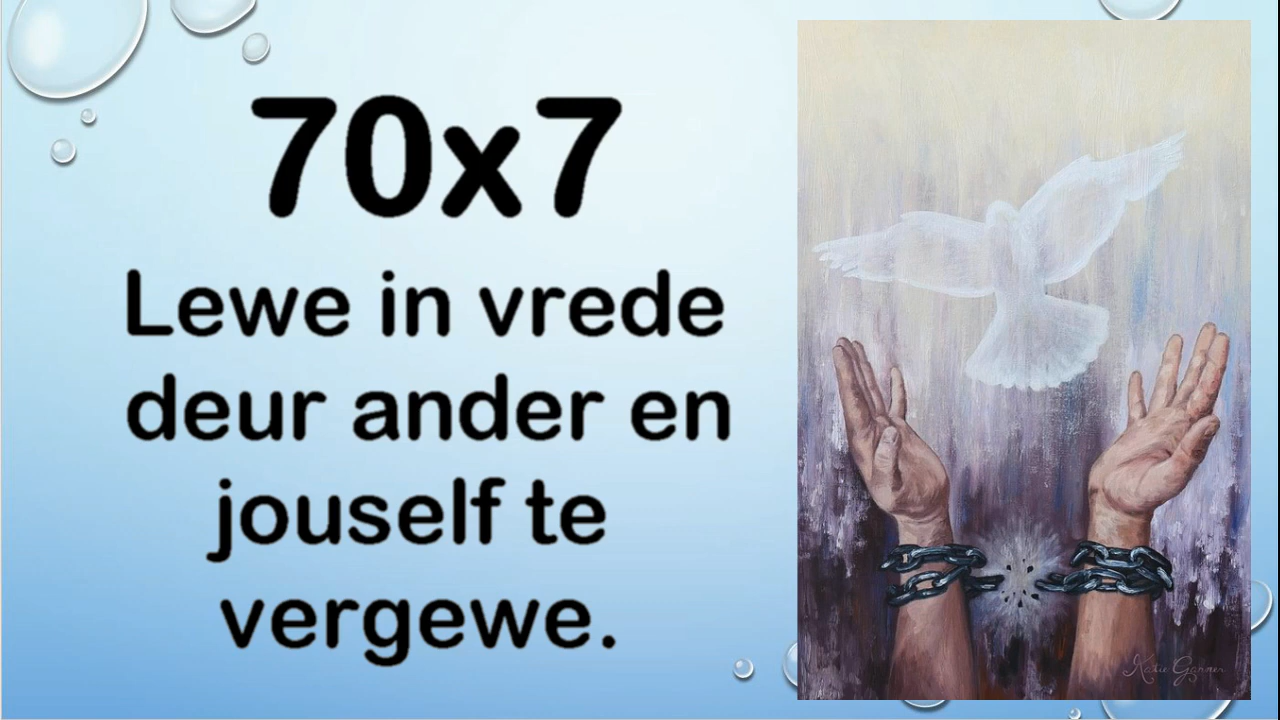 70x7
Lewe in vrede
deur ander en
jouself te
vergewe.